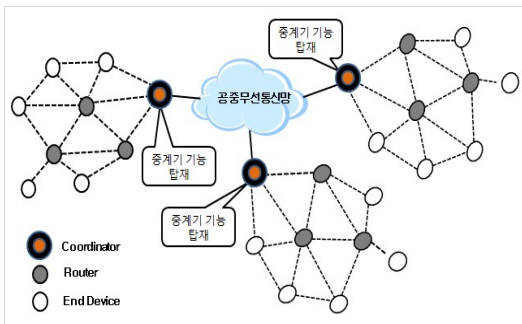 중계기 기능
탑재
공중무선통신망
중계기 기능
탑재
중계기 기능
탑재
Coordinator
Router
End Device